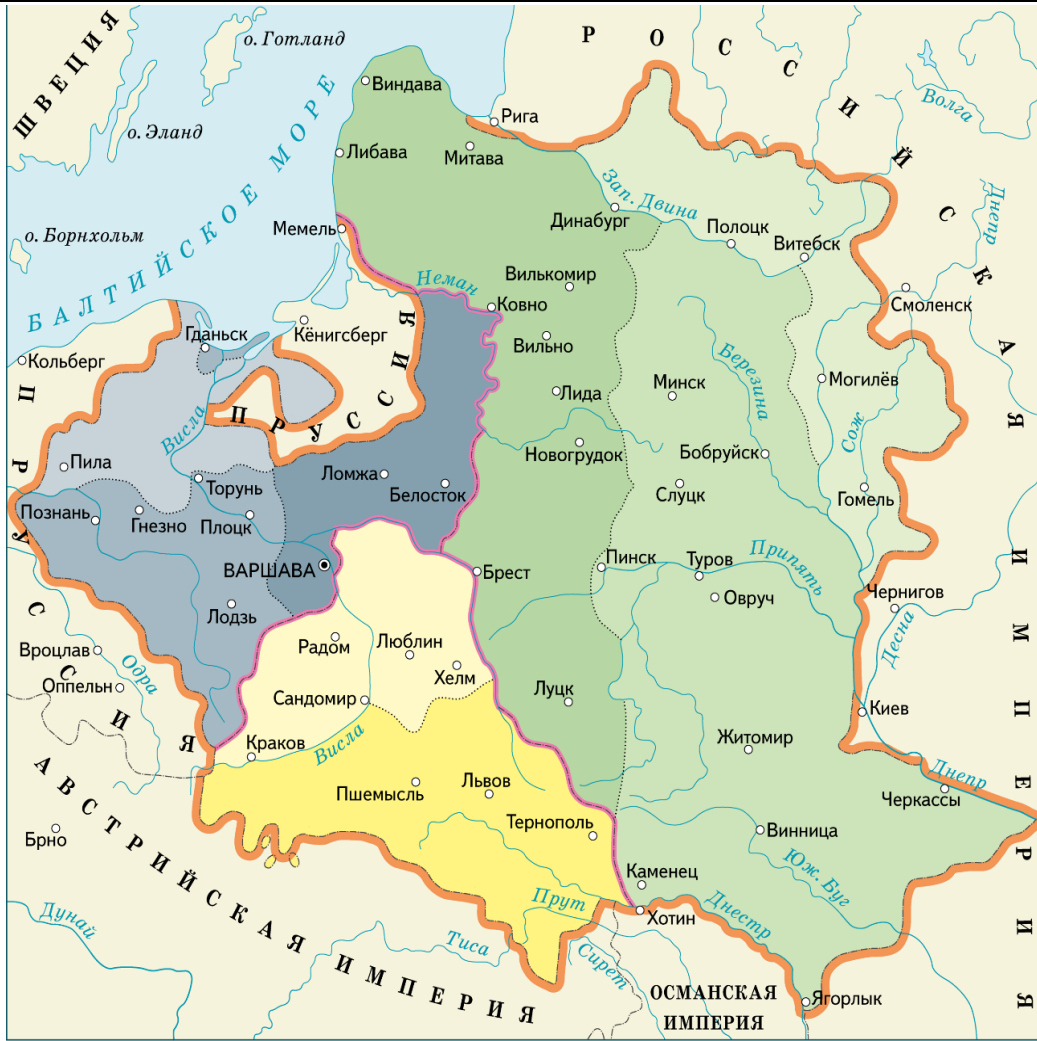 ШВЕЦИЯ
о. Готланд
РОССИЙСКАЯ ИМПЕРИЯ
Виндава
Рига
Волга
о. Эланд
БАЛТИЙСКОЕ МОРЕ
Либава
Митава
Зап. Двина
Динабург
Днепр
о. Борнхольм
Мемель
Полоцк
Витебск
Неман
Вилькомир
Ковно
Смоленск
Гданьск
Кёнигсберг
Вильно
Кольберг
ПРУССИЯ
Березина
Минск
Могилёв
Лида
Висла
ПРУССИЯ
Сож
Новогрудок
Бобруйск
Пила
Ломжа
Торунь
Белосток
Слуцк
Гомель
Познань
Гнезно
Плоцк
ВАРШАВА
Брест
Пинск
Туров
Припять
Овруч
Чернигов
Лодзь
Десна
Радом
Люблин
Вроцлав
Одра
Хелм
Оппельн
Сандомир
Луцк
Киев
Краков
Висла
Житомир
АВСТРИЙСКАЯ ИМПЕРИЯ
Днепр
Пшемысль
Львов
Черкассы
Брно
Тернополь
Винница
Юж. Буг
Каменец
Дунай
Прут
Хотин
Днестр
Тиса
Сирет
ОСМАНСКАЯ
ИМПЕРИЯ
Ягорлык